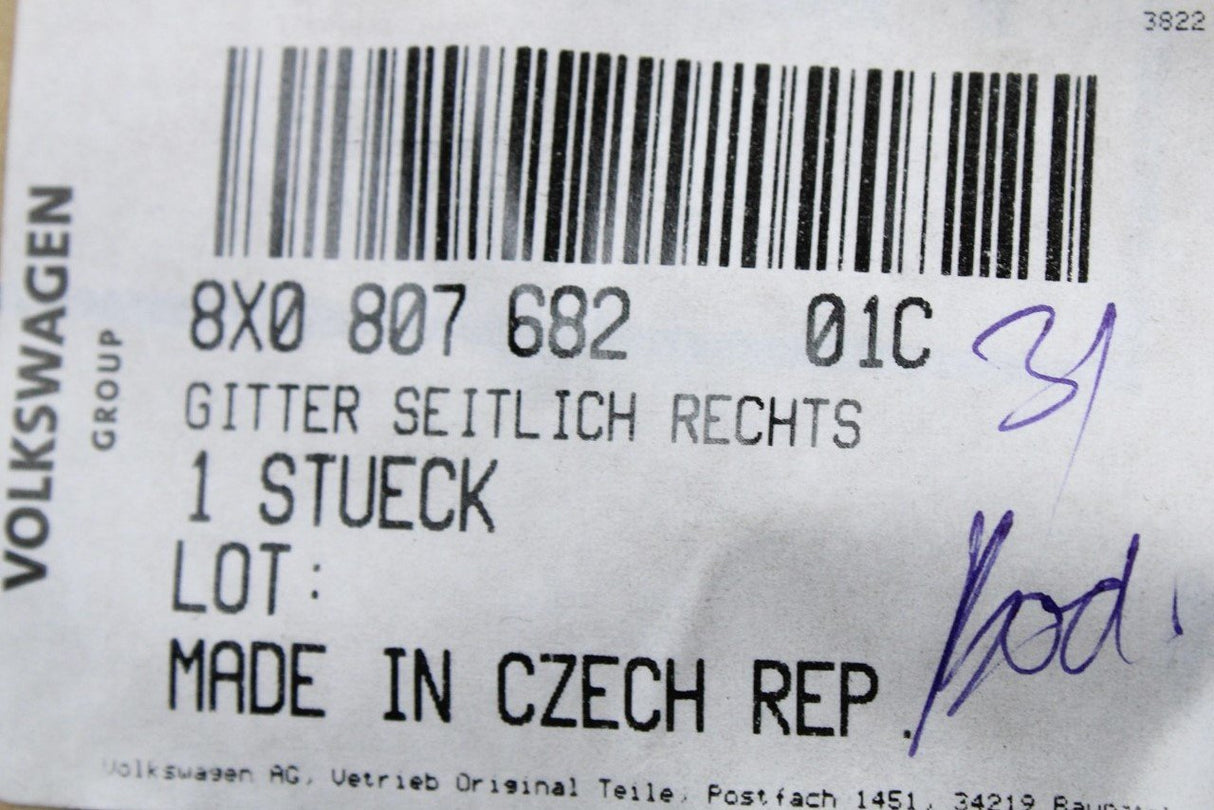 3822
VOLKSWAGEN
GROUP
8X0 807 682 01C
31
GITTER SEITLICH RECHTS
1 STUECK
LOT:
MADE IN CZECH REP.
Volkswagen AG, Vetrieb Original Teile, Postfach 1451, 34219